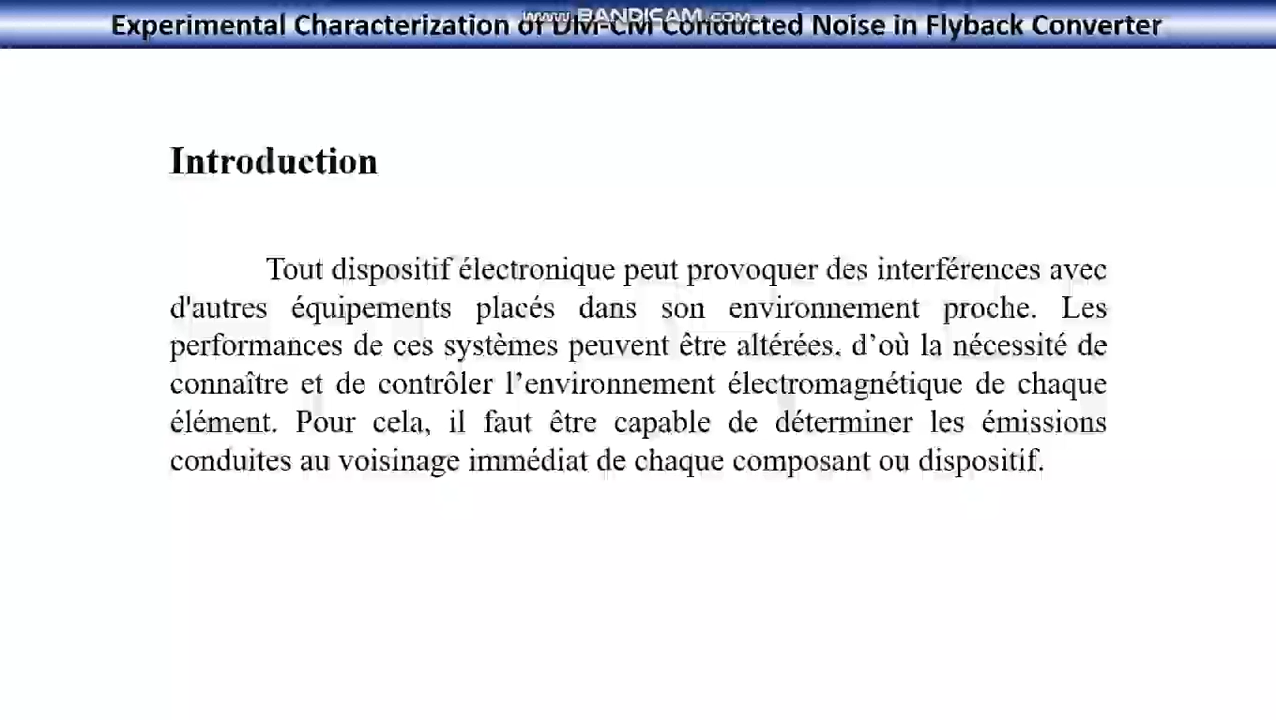 www.BANDICAM.com
Experimental Characterization of DM-CM Conducted Noise in Flyback Converter
Introduction
Tout dispositif électronique peut provoquer des interférences avec
d'autres équipements placés dans son environnement proche. Les
performances de ces systèmes peuvent être altérées, d’où la nécessité de
connaître et de contrôler l’environnement électromagnétique de chaque
élément. Pour cela, il faut être capable de déterminer les émissions
conduites au voisinage immédiat de chaque composant ou dispositif.